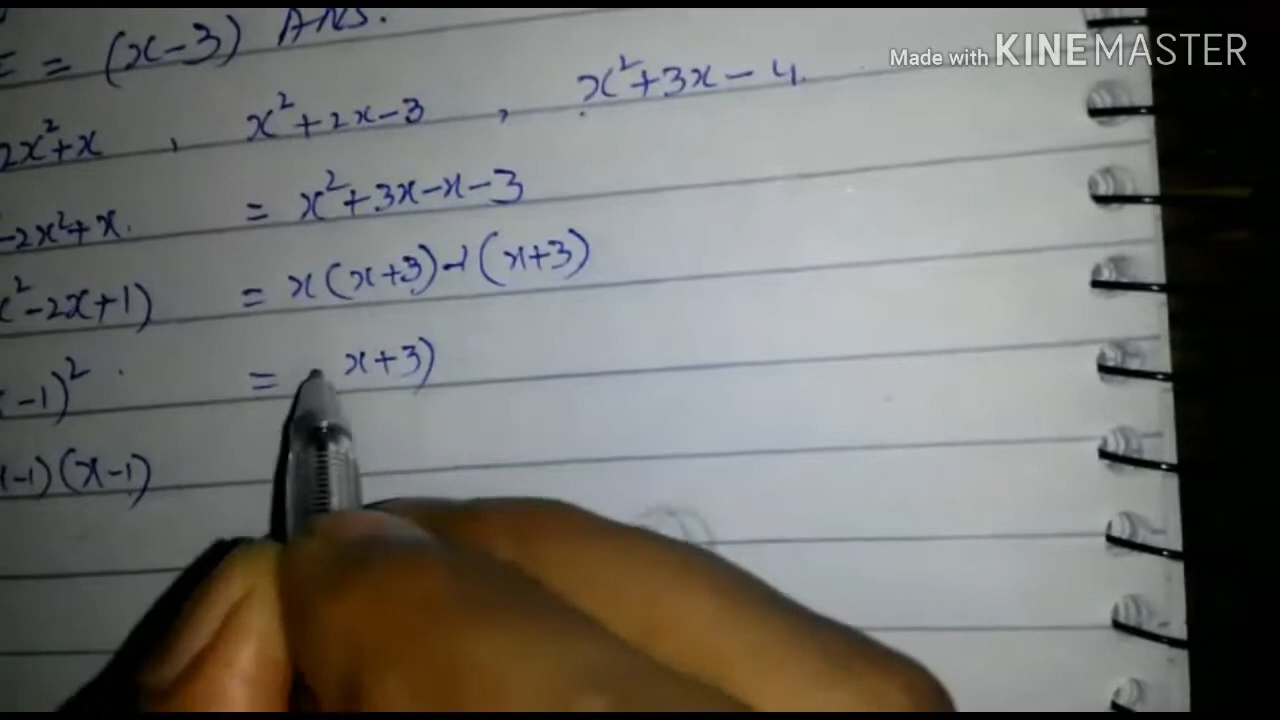 = (x-3) Ans.
Made with KINEMASTER
2x²+x , x²+2x-3 , x²+3x-4.
-2x²+x. = x²+3x-x-3
x²-2x+1) = x(x+3)-1(x+3)
-1)² = x+3)
x-1)(x-1)